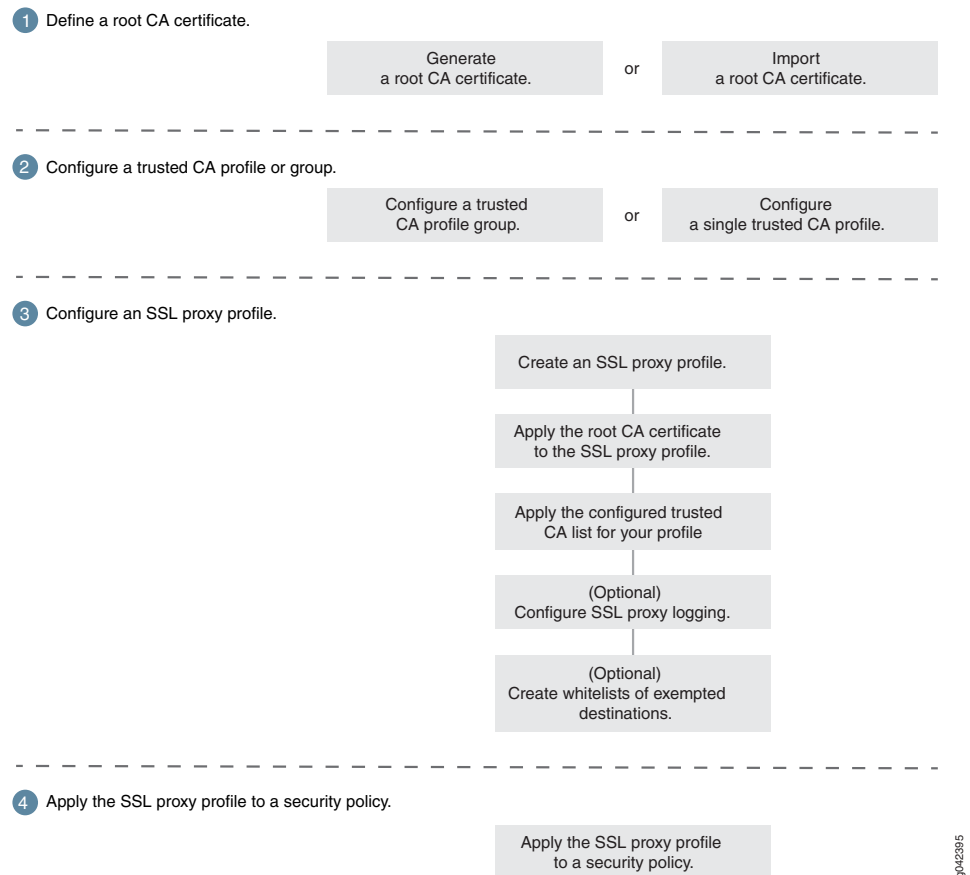 1 Define a root CA certificate.
Generate
a root CA certificate.
or
Import
a root CA certificate.
2 Configure a trusted CA profile or group.
Configure a trusted
CA profile group.
or
Configure
a single trusted CA profile.
3 Configure an SSL proxy profile.
Create an SSL proxy profile.
Apply the root CA certificate
to the SSL proxy profile.
Apply the configured trusted
CA list for your profile
(Optional)
Configure SSL proxy logging.
(Optional)
Create whitelists of exempted
destinations.
4 Apply the SSL proxy profile to a security policy.
Apply the SSL proxy profile
to a security policy.
g042395